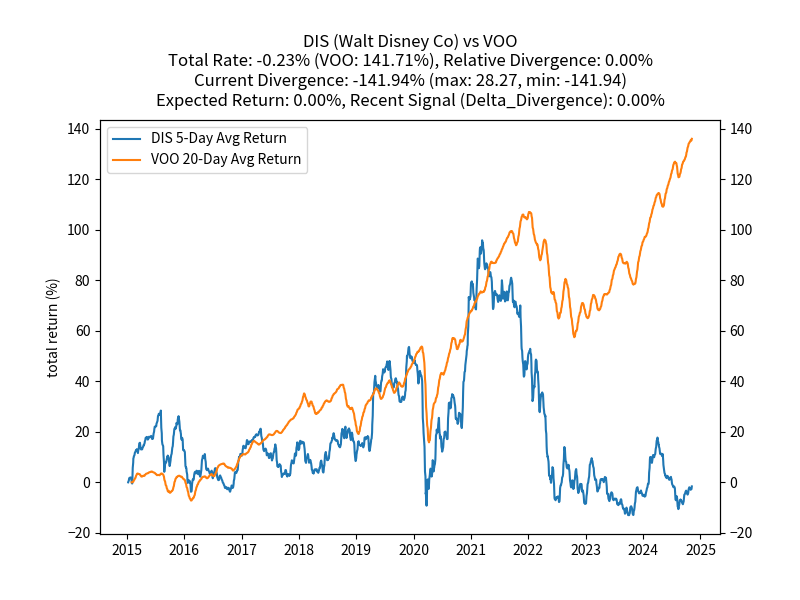 DIS (Walt Disney Co) vs VOO
Total Rate: -0.23% (VOO: 141.71%), Relative Divergence: 0.00%
Current Divergence: -141.94% (max: 28.27, min: -141.94)
Expected Return: 0.00%, Recent Signal (Delta_Divergence): 0.00%
DIS 5-Day Avg Return
VOO 20-Day Avg Return
total return (%)
140
120
100
80
60
40
20
0
−20
140
120
100
80
60
40
20
0
−20
2015 2016 2017 2018 2019 2020 2021 2022 2023 2024 2025